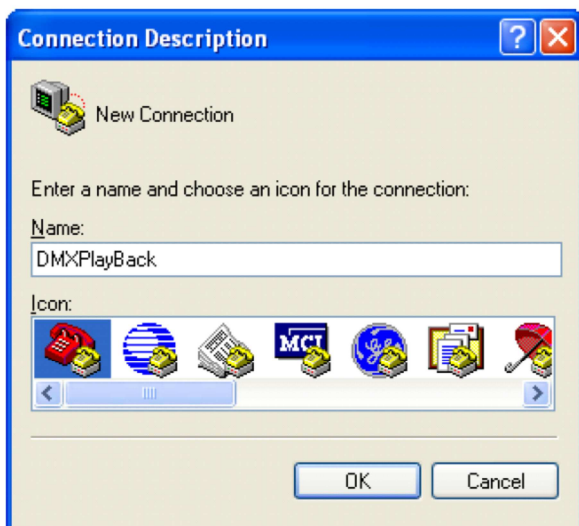 Connection Description
New Connection
Enter a name and choose an icon for the connection:
Name:
DMXPlayBack
Icon:
MCI
OK
Cancel